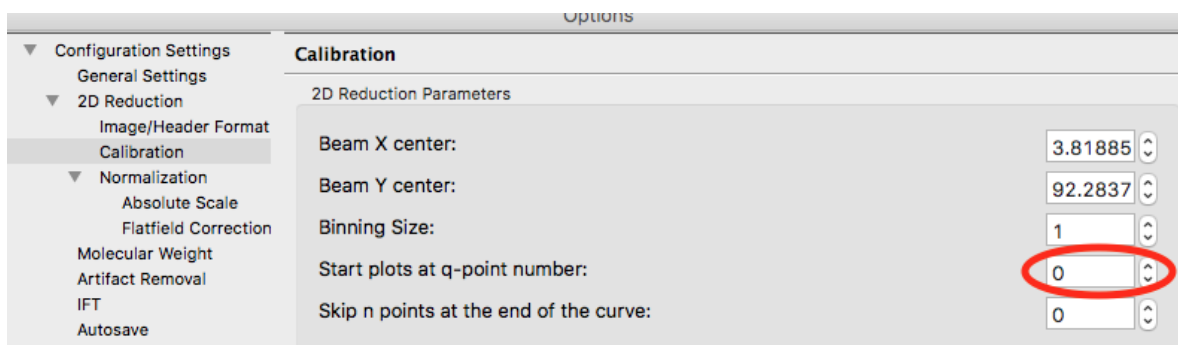 Options
Configuration Settings
General Settings
2D Reduction
Image/Header Format
Calibration
Normalization
Absolute Scale
Flatfield Correction
Molecular Weight
Artifact Removal
IFT
Autosave
Calibration
2D Reduction Parameters
Beam X center: 3.81885
Beam Y center: 92.2837
Binning Size: 1
Start plots at q-point number: 0
Skip n points at the end of the curve: 0